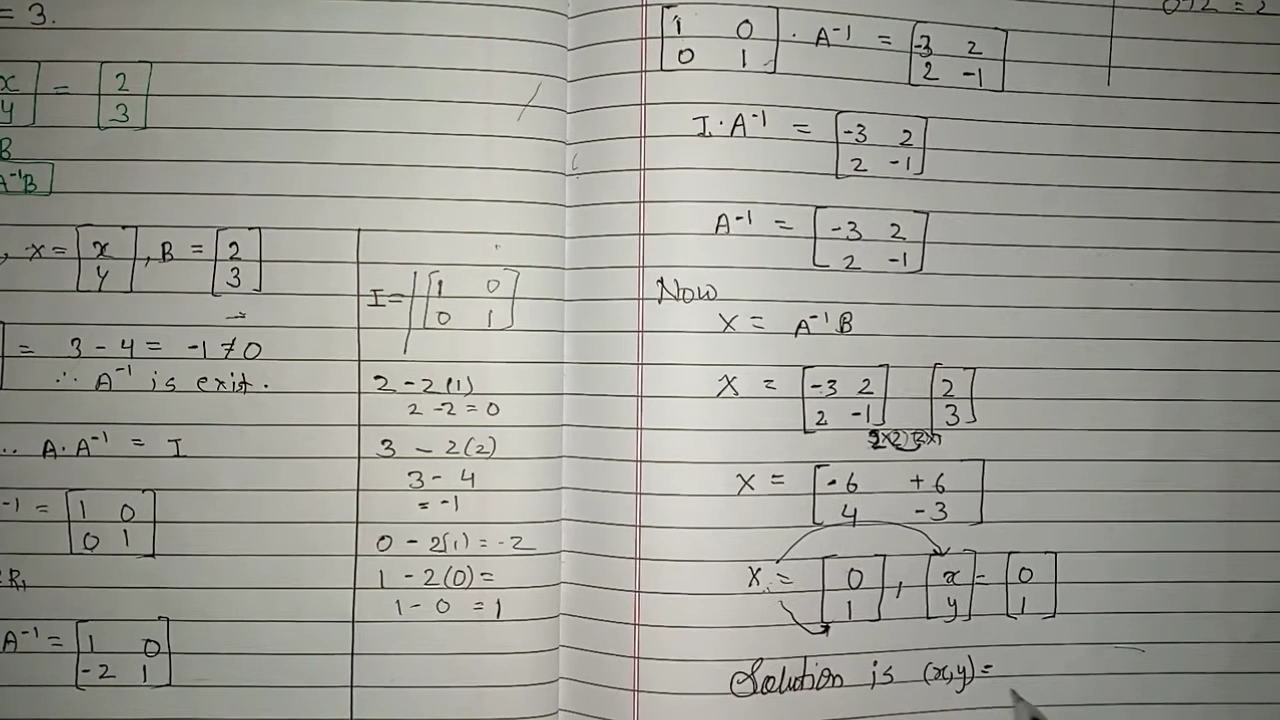 = 3.
x = 2
y 3
B
A⁻¹B
, X = [x , B = [2
y] 3]
= 3 - 4 = -1 ≠ 0
∴ A⁻¹ is exist.
∴ A·A⁻¹ = I
-1 = [1 0
0 1]
R₁
A⁻¹ = [1 0
-2 1]
I = [1 0
0 1]
2 - 2(1)
2 - 2 = 0
3 - 2(2)
3 - 4
= -1
0 - 2(1) = -2
1 - 2(0) =
1 - 0 = 1
[1 0 · A⁻¹ = [-3 2
0 1] 2 -1]
I·A⁻¹ = [-3 2
2 -1]
A⁻¹ = [-3 2
2 -1]
Now
X = A⁻¹B
X = [-3 2 [2
2 -1] 3]
X = [-6 +6
4 -3]
X = [0 , [x = [0
1] y] 1]
Solution is (x,y) =